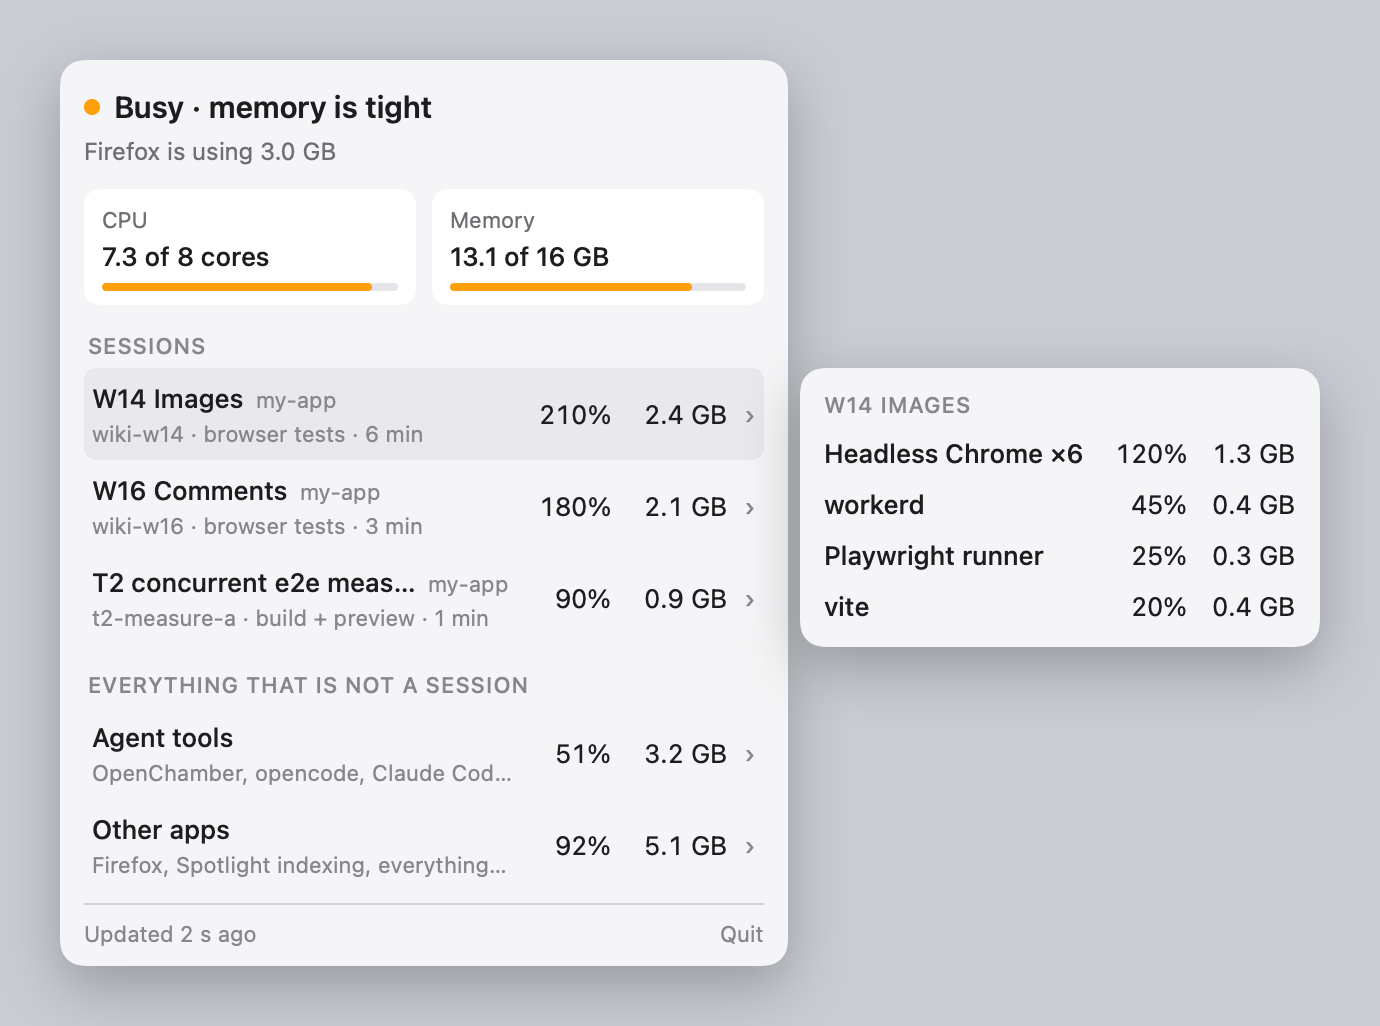 Busy · memory is tight
Firefox is using 3.0 GB
CPU
7.3 of 8 cores
Memory
13.1 of 16 GB
SESSIONS
W14 Images my-app
wiki-w14 · browser tests · 6 min
210% 2.4 GB ›
W16 Comments my-app
wiki-w16 · browser tests · 3 min
180% 2.1 GB ›
T2 concurrent e2e meas... my-app
t2-measure-a · build + preview · 1 min
90% 0.9 GB ›
EVERYTHING THAT IS NOT A SESSION
Agent tools
OpenChamber, opencode, Claude Cod...
51% 3.2 GB ›
Other apps
Firefox, Spotlight indexing, everything...
92% 5.1 GB ›
Updated 2 s ago
Quit
W14 IMAGES
Headless Chrome ×6 120% 1.3 GB
workerd 45% 0.4 GB
Playwright runner 25% 0.3 GB
vite 20% 0.4 GB